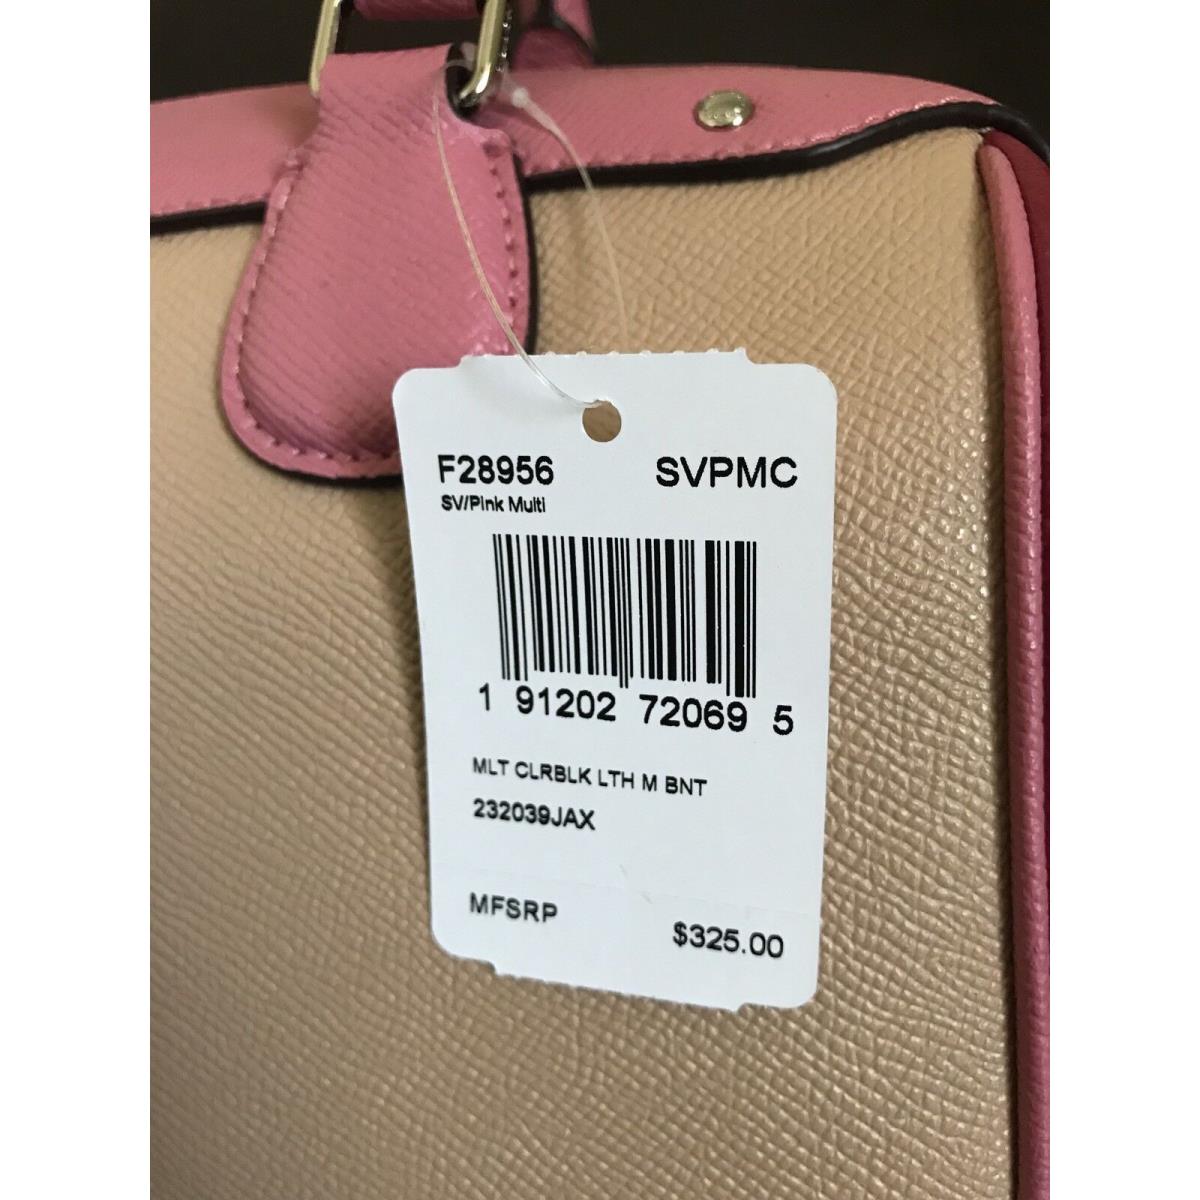 F28956 SVPMC
SV/Pink Multi
1 91202 72069 5
MLT CLRBLK LTH M BNT
232039JAX
MFSRP $325.00